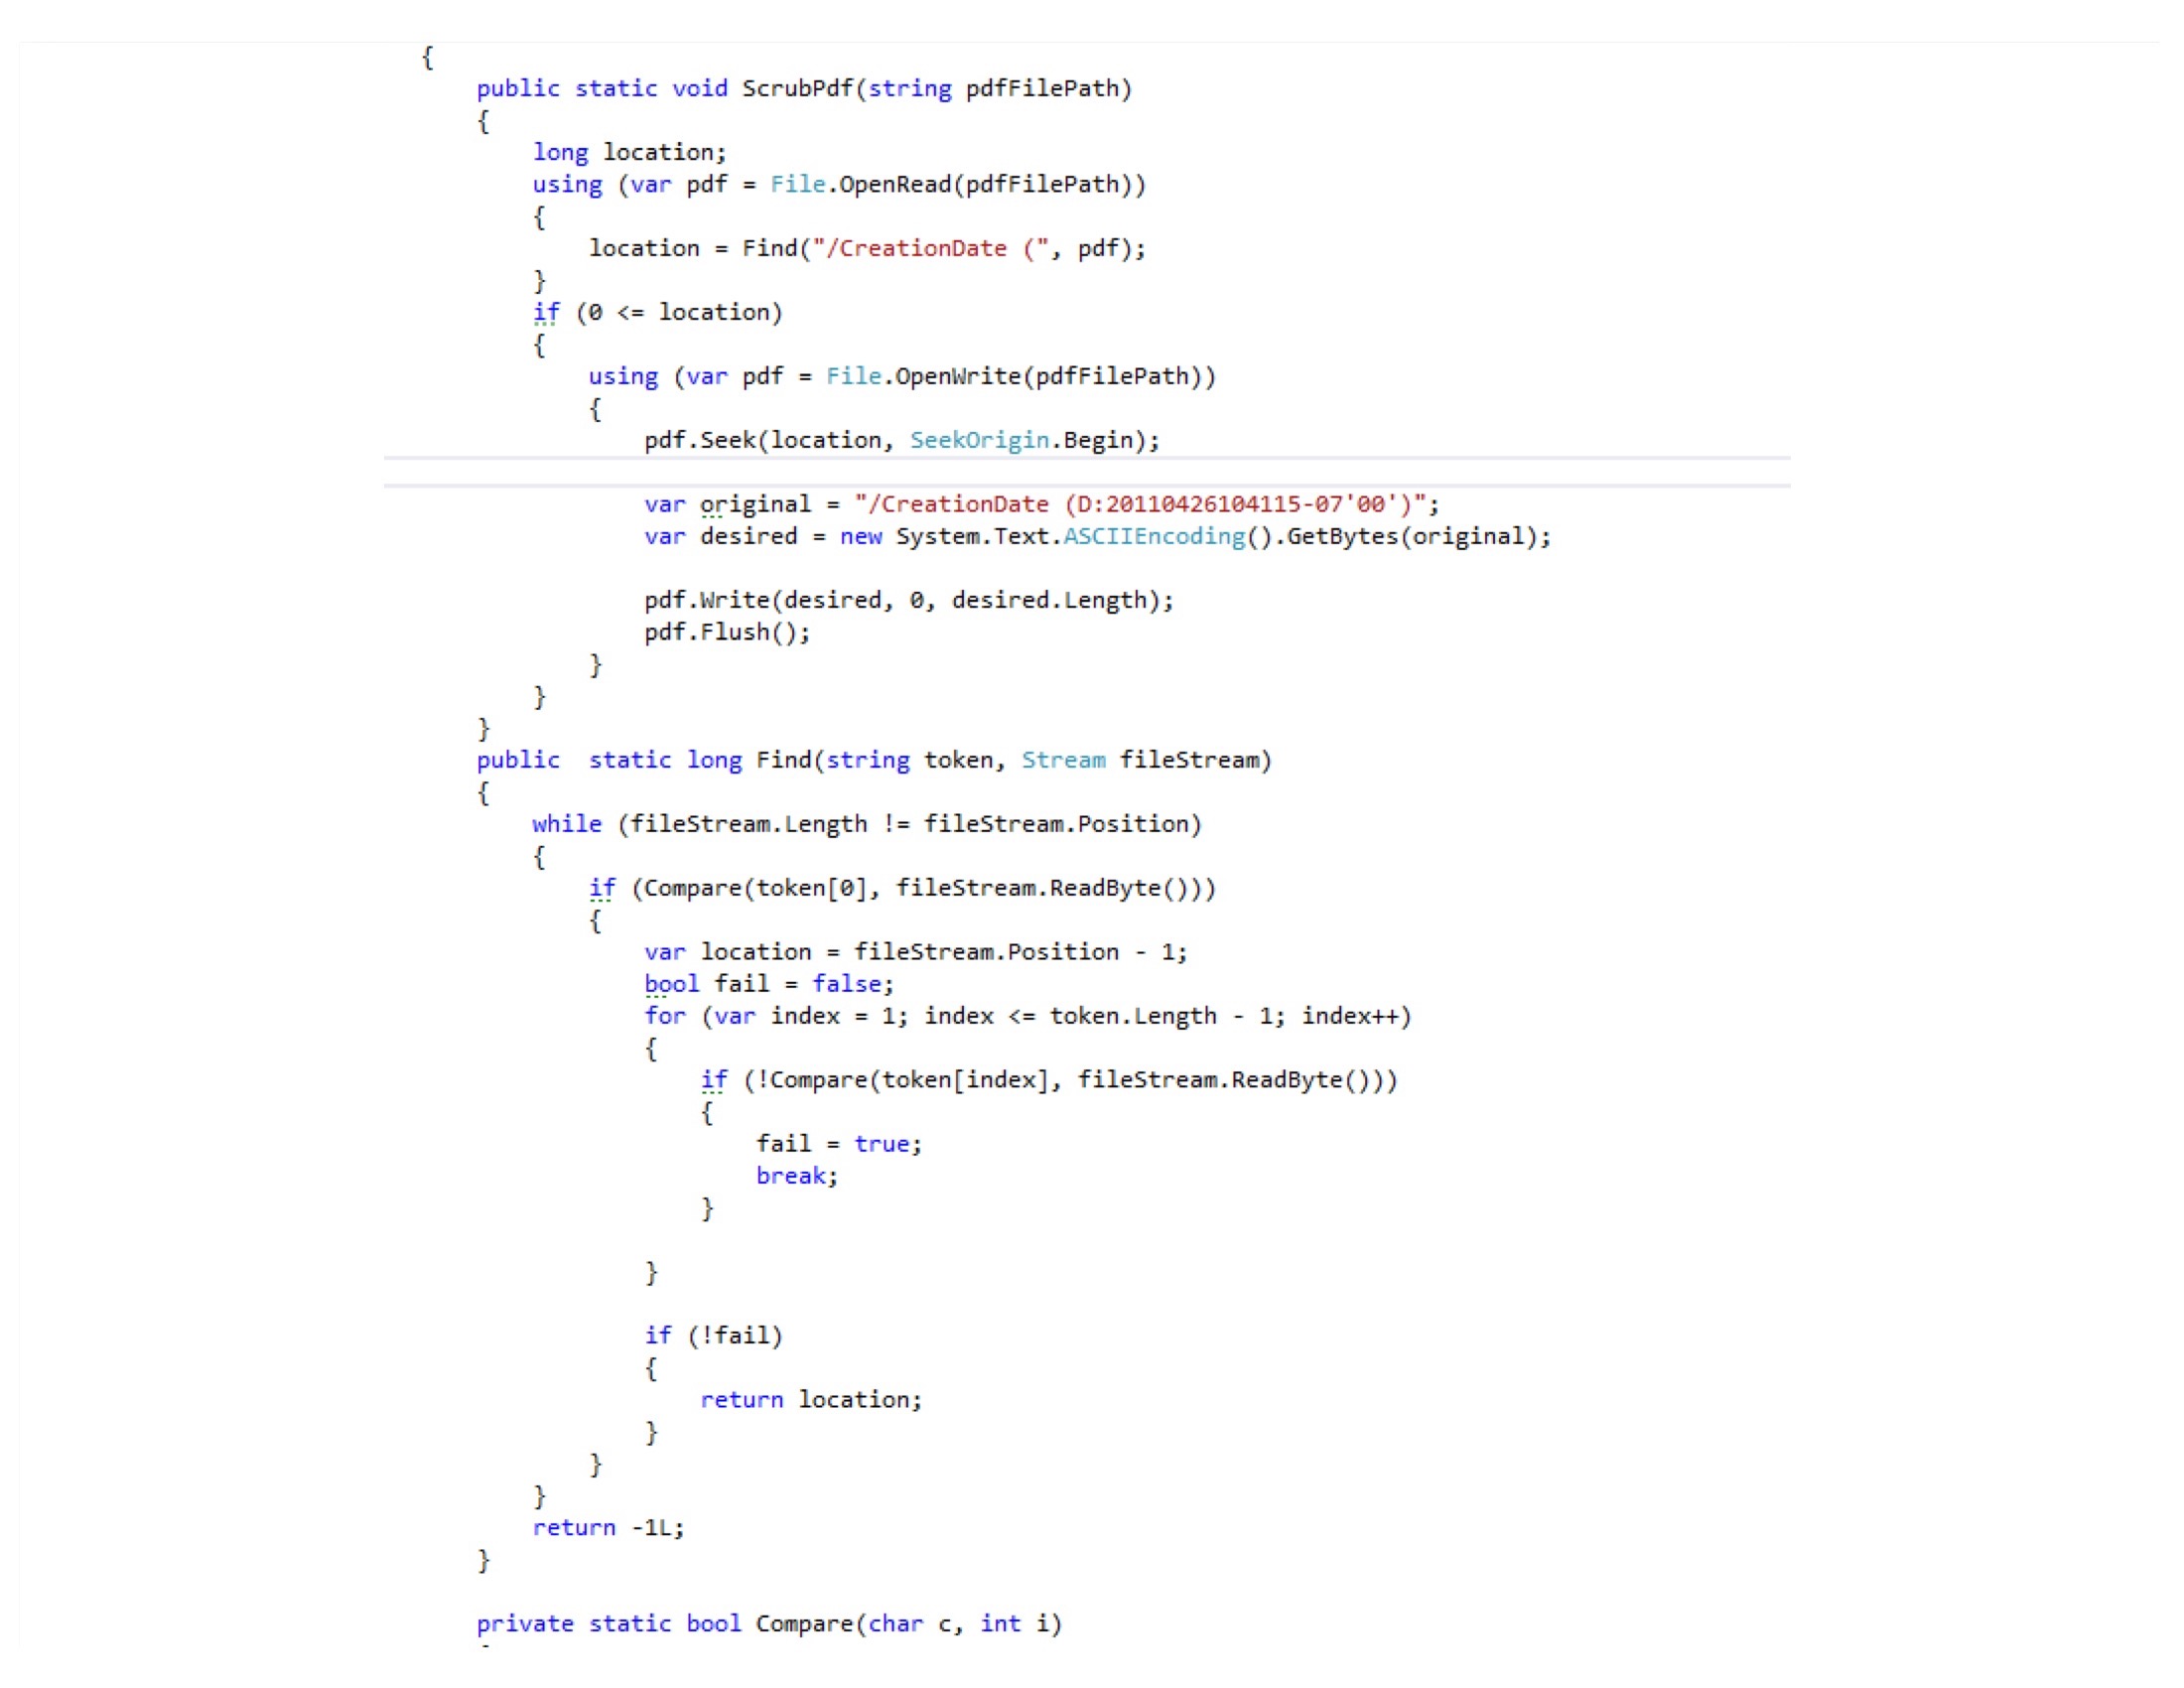 {
    public static void ScrubPdf(string pdfFilePath)
    {
        long location;
        using (var pdf = File.OpenRead(pdfFilePath))
        {
            location = Find("/CreationDate (", pdf);
        }
        if (0 <= location)
        {
            using (var pdf = File.OpenWrite(pdfFilePath))
            {
                pdf.Seek(location, SeekOrigin.Begin);
                var original = "/CreationDate (D:20110426104115-07'00')";
                var desired = new System.Text.ASCIIEncoding().GetBytes(original);
                pdf.Write(desired, 0, desired.Length);
                pdf.Flush();
            }
        }
    }
    public  static long Find(string token, Stream fileStream)
    {
        while (fileStream.Length != fileStream.Position)
        {
            if (Compare(token[0], fileStream.ReadByte()))
            {
                var location = fileStream.Position - 1;
                bool fail = false;
                for (var index = 1; index <= token.Length - 1; index++)
                {
                    if (!Compare(token[index], fileStream.ReadByte()))
                    {
                        fail = true;
                        break;
                    }
                }
                if (!fail)
                {
                    return location;
                }
            }
        }
        return -1L;
    }
    private static bool Compare(char c, int i)